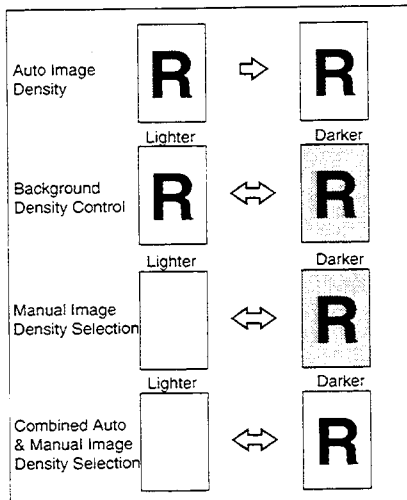 Auto Image
Density
R
R
Lighter
Darker
Background
Density Control
R
R
Lighter
Darker
Manual Image
Density Selection
R
Lighter
Darker
Combined Auto
& Manual Image
Density Selection
R